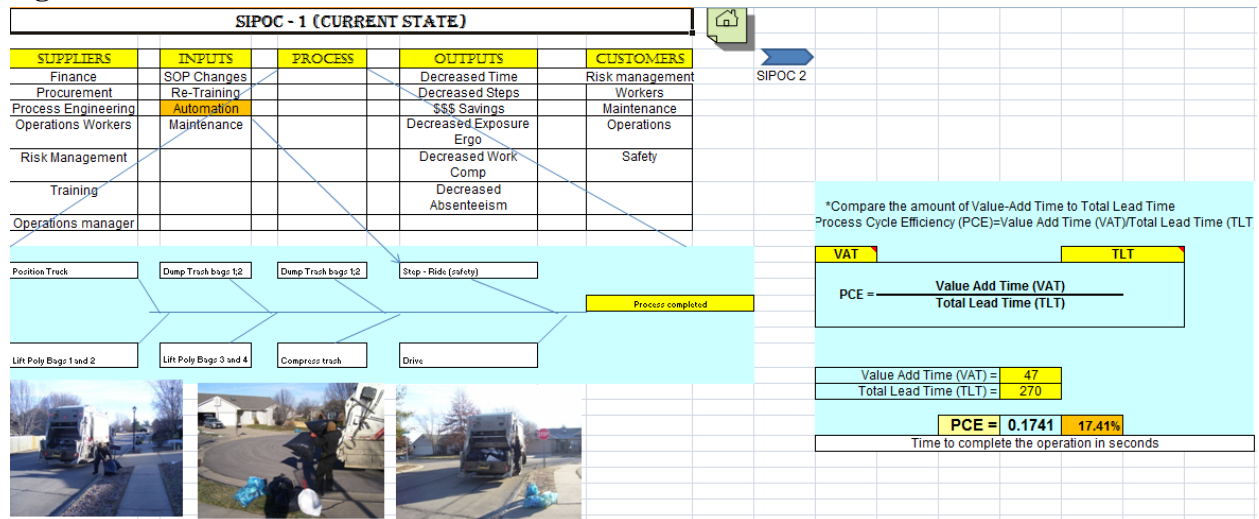 SIPOC - 1 (CURRENT STATE)
SUPPLIERS INPUTS PROCESS OUTPUTS CUSTOMERS
SIPOC 2
Finance SOP Changes Decreased Time Risk management
Procurement Re-Training Decreased Steps Workers
Process Engineering Automation $$$ Savings Maintenance
Operations Workers Maintenance Decreased Exposure Operations
Ergo
Risk Management Decreased Work Safety
Comp
Training Decreased
Absenteeism
Operations manager
*Compare the amount of Value-Add Time to Total Lead Time
Process Cycle Efficiency (PCE)=Value Add Time (VAT)/Total Lead Time (TLT
VAT TLT
PCE = Value Add Time (VAT)
Total Lead Time (TLT)
Position Truck Dump Trash bags 1;2 Dump Trash bags 1;2 Step - Ride (safety)
Process completed
Lift Poly Bags 1 and 2 Lift Poly Bags 3 and 4 Compress trash Drive
Value Add Time (VAT) = 47
Total Lead Time (TLT) = 270
PCE = 0.1741 17.41%
Time to complete the operation in seconds